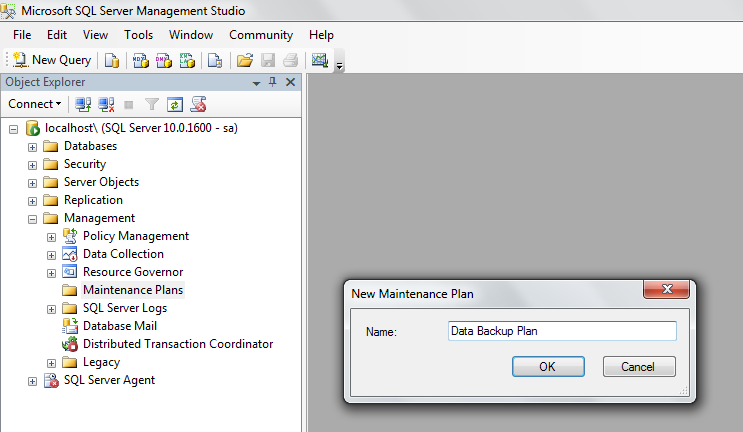 Microsoft SQL Server Management Studio
File Edit View Tools Window Community Help
New Query
Object Explorer
Connect
localhost\ (SQL Server 10.0.1600 - sa)
Databases
Security
Server Objects
Replication
Management
Policy Management
Data Collection
Resource Governor
Maintenance Plans
SQL Server Logs
Database Mail
Distributed Transaction Coordinator
Legacy
SQL Server Agent
New Maintenance Plan
Name: Data Backup Plan
OK Cancel